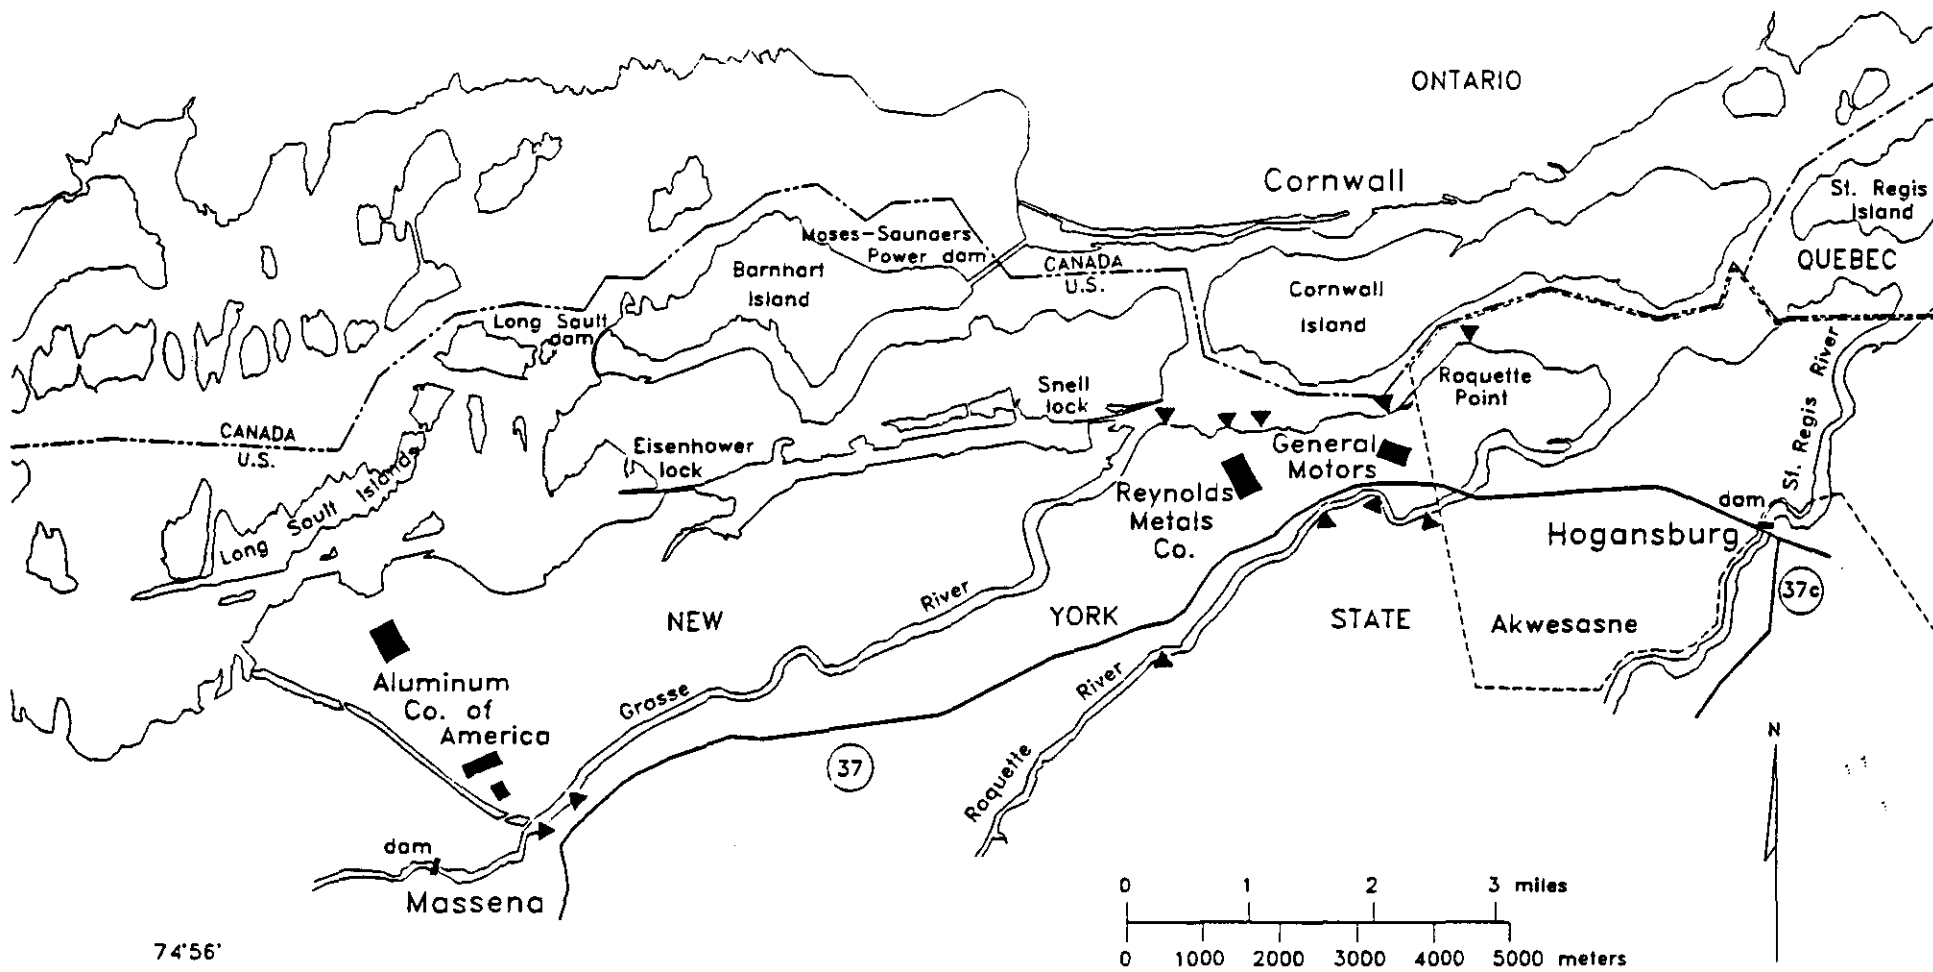 ONTARIO
Cornwall
St. Regis
Island
QUEBEC
Moses-Saunders
Power dam
CANADA
U.S.
Barnhart
Island
Cornwall
Island
Long Sault
dam
St. Regis River
Raquette
Point
Snell
lock
CANADA
U.S.
Eisenhower
lock
General
Motors
Long Sault Islands
Reynolds
Metals
Co.
dam
Hogansburg
37c
NEW YORK STATE
Akwesasne
Grasse River
Raquette River
Aluminum
Co. of
America
37
N
dam
Massena
0 1 2 3 miles
0 1000 2000 3000 4000 5000 meters
74°56'